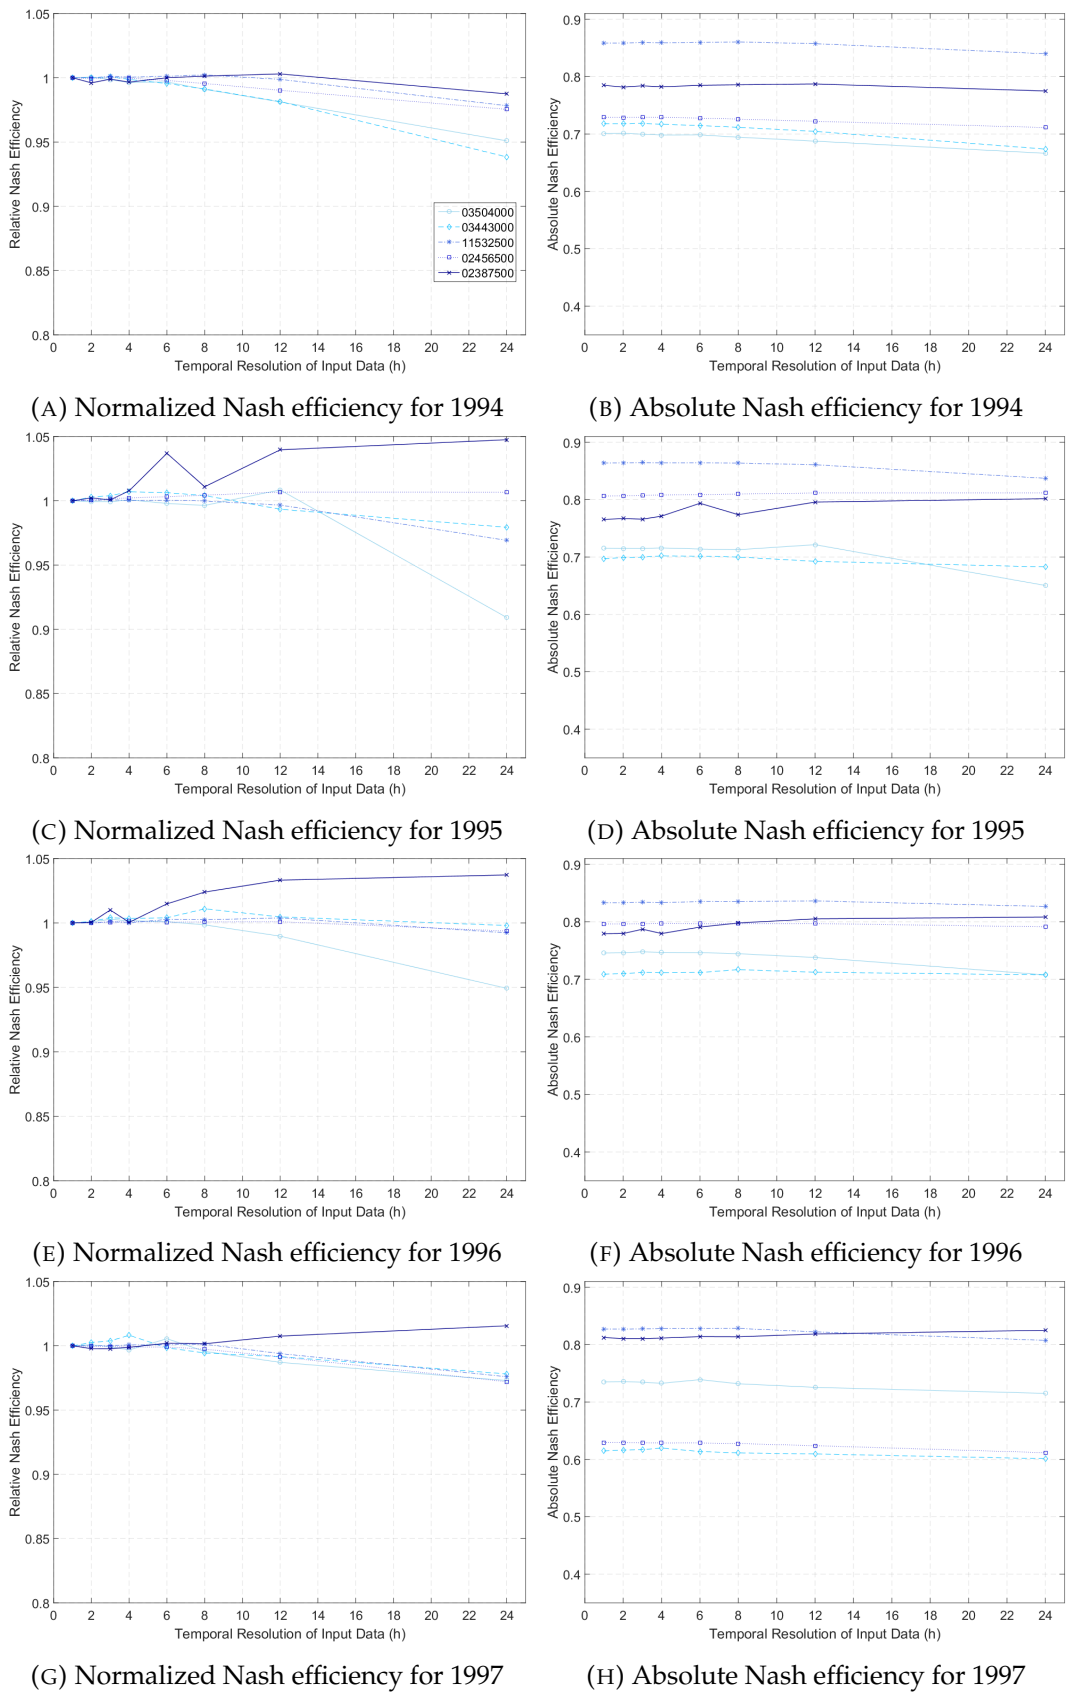 1.05
1
0.95
0.9
0.85
0.8
Relative Nash Efficiency
03504000
03443000
11532500
02456500
02387500
0 2 4 6 8 10 12 14 16 18 20 22 24
Temporal Resolution of Input Data (h)
(A) Normalized Nash efficiency for 1994
0.9
0.8
0.7
0.6
0.5
0.4
Absolute Nash Efficiency
0 2 4 6 8 10 12 14 16 18 20 22 24
Temporal Resolution of Input Data (h)
(B) Absolute Nash efficiency for 1994
1.05
1
0.95
0.9
0.85
0.8
Relative Nash Efficiency
0 2 4 6 8 10 12 14 16 18 20 22 24
Temporal Resolution of Input Data (h)
(C) Normalized Nash efficiency for 1995
0.9
0.8
0.7
0.6
0.5
0.4
Absolute Nash Efficiency
0 2 4 6 8 10 12 14 16 18 20 22 24
Temporal Resolution of Input Data (h)
(D) Absolute Nash efficiency for 1995
1.05
1
0.95
0.9
0.85
0.8
Relative Nash Efficiency
0 2 4 6 8 10 12 14 16 18 20 22 24
Temporal Resolution of Input Data (h)
(E) Normalized Nash efficiency for 1996
0.9
0.8
0.7
0.6
0.5
0.4
Absolute Nash Efficiency
0 2 4 6 8 10 12 14 16 18 20 22 24
Temporal Resolution of Input Data (h)
(F) Absolute Nash efficiency for 1996
1.05
1
0.95
0.9
0.85
0.8
Relative Nash Efficiency
0 2 4 6 8 10 12 14 16 18 20 22 24
Temporal Resolution of Input Data (h)
(G) Normalized Nash efficiency for 1997
0.9
0.8
0.7
0.6
0.5
0.4
Absolute Nash Efficiency
0 2 4 6 8 10 12 14 16 18 20 22 24
Temporal Resolution of Input Data (h)
(H) Absolute Nash efficiency for 1997